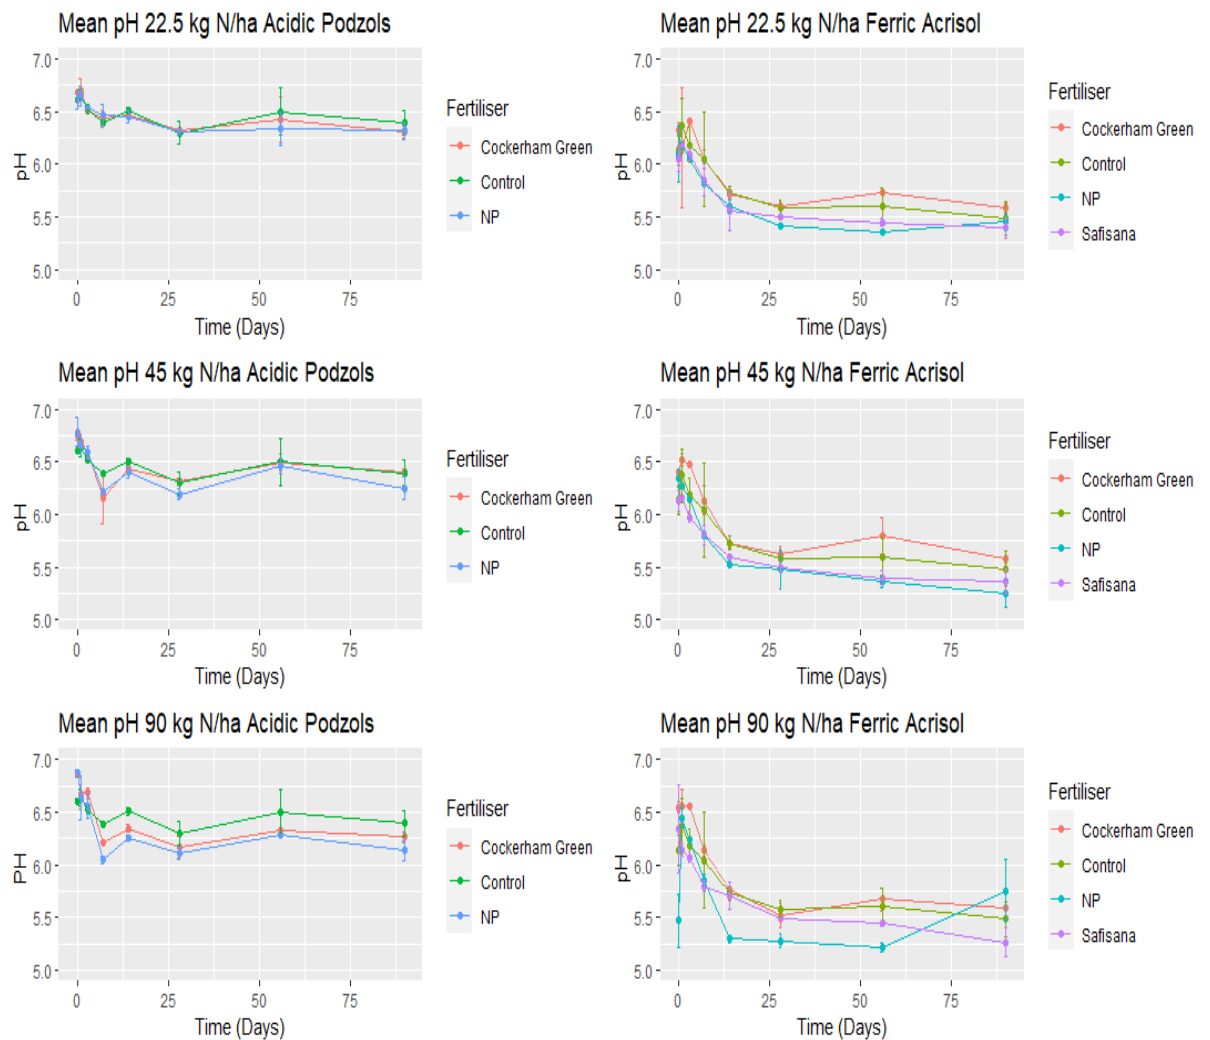 Mean pH 22.5 kg N/ha Acidic Podzols
7.0
6.5
6.0
5.5
5.0
pH
0 25 50 75
Time (Days)
Fertiliser
Cockerham Green
Control
NP
Mean pH 22.5 kg N/ha Ferric Acrisol
7.0
6.5
6.0
5.5
5.0
pH
0 25 50 75
Time (Days)
Fertiliser
Cockerham Green
Control
NP
Safisana
Mean pH 45 kg N/ha Acidic Podzols
7.0
6.5
6.0
5.5
5.0
pH
0 25 50 75
Time (Days)
Fertiliser
Cockerham Green
Control
NP
Mean pH 45 kg N/ha Ferric Acrisol
7.0
6.5
6.0
5.5
5.0
pH
0 25 50 75
Time (Days)
Fertiliser
Cockerham Green
Control
NP
Safisana
Mean pH 90 kg N/ha Acidic Podzols
7.0
6.5
6.0
5.5
5.0
PH
0 25 50 75
Time (Days)
Fertiliser
Cockerham Green
Control
NP
Mean pH 90 kg N/ha Ferric Acrisol
7.0
6.5
6.0
5.5
5.0
pH
0 25 50 75
Time (Days)
Fertiliser
Cockerham Green
Control
NP
Safisana